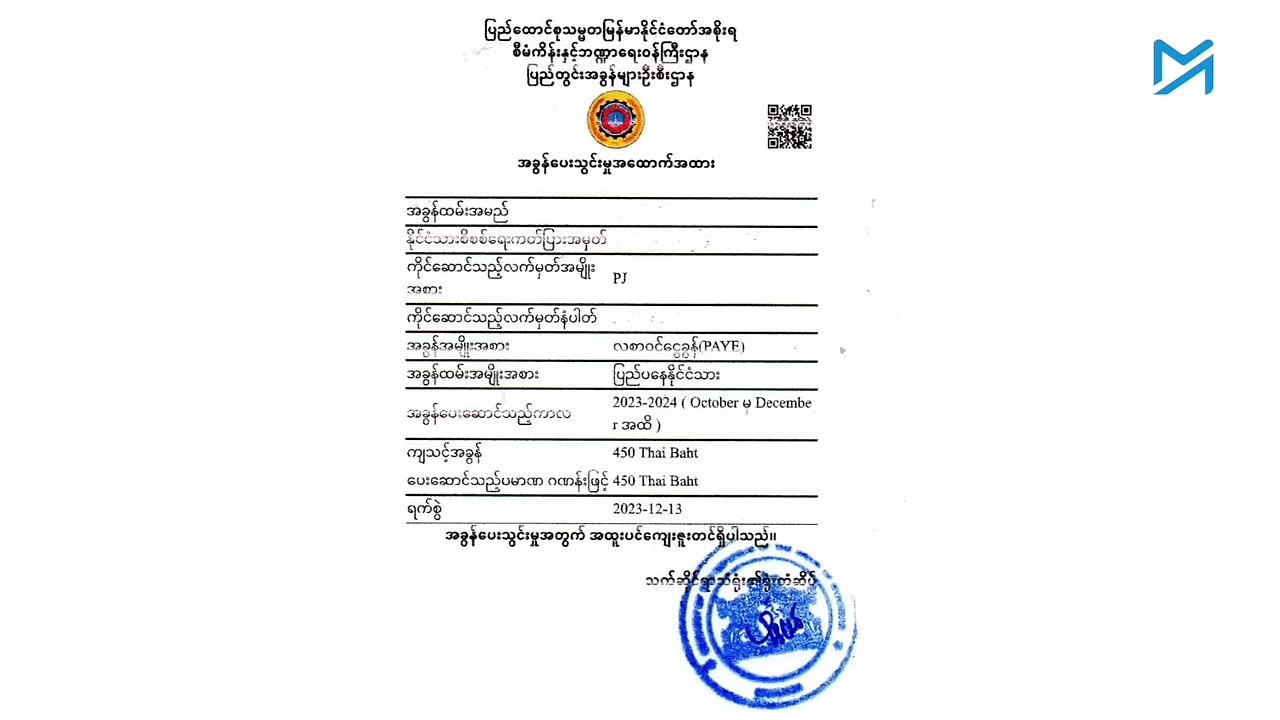 ပြည်ထောင်စုသမ္မတမြန်မာနိုင်ငံတော်အစိုးရ
စီမံကိန်းနှင့်ဘဏ္ဍာရေးဝန်ကြီးဌာန
ပြည်တွင်းအခွန်များဦးစီးဌာန
အခွန်ပေးသွင်းမှုအထောက်အထား
အခွန်ထမ်းအမည်
နိုင်ငံသားစိစစ်ရေးကတ်ပြားအမှတ်
ကိုင်ဆောင်သည့်လက်မှတ်အမျိုး
အစား
PJ
ကိုင်ဆောင်သည့်လက်မှတ်နံပါတ်
အခွန်အမျိုးအစား လစာဝင်ငွေခွန်(PAYE)
အခွန်ထမ်းအမျိုးအစား ပြည်ပနေနိုင်ငံသား
အခွန်ပေးဆောင်သည့်ကာလ
2023-2024 ( October မှ Decembe
r အထိ )
ကျသင့်အခွန် 450 Thai Baht
ပေးဆောင်သည့်ပမာဏ ဂဏန်းဖြင့် 450 Thai Baht
ရက်စွဲ 2023-12-13
အခွန်ပေးသွင်းမှုအတွက် အထူးပင်ကျေးဇူးတင်ရှိပါသည်။
သက်ဆိုင်ရာသံရုံး၏ရုံးတံဆိပ်